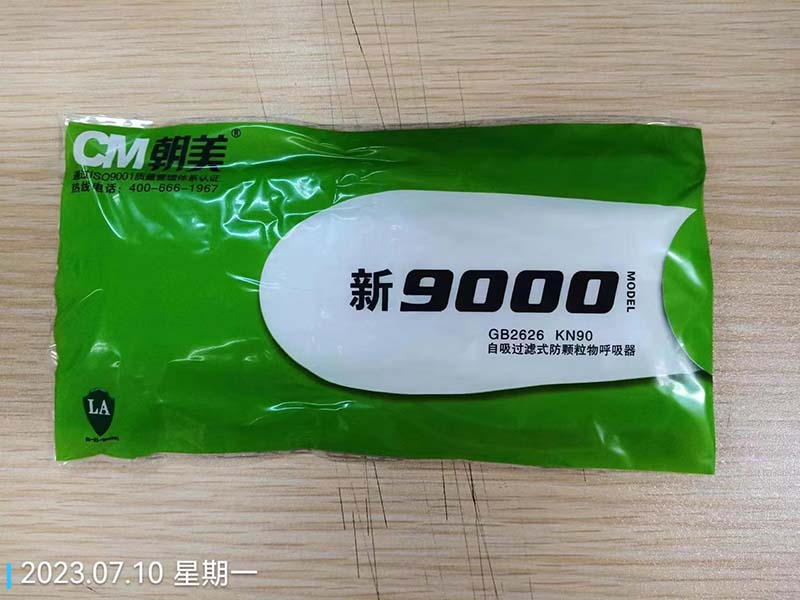 CM朝美®
通过ISO9001质量管理体系认证
热线电话：400-666-1967
新9000 MODEL
GB2626 KN90
自吸过滤式防颗粒物呼吸器
LA
2023.07.10 星期一